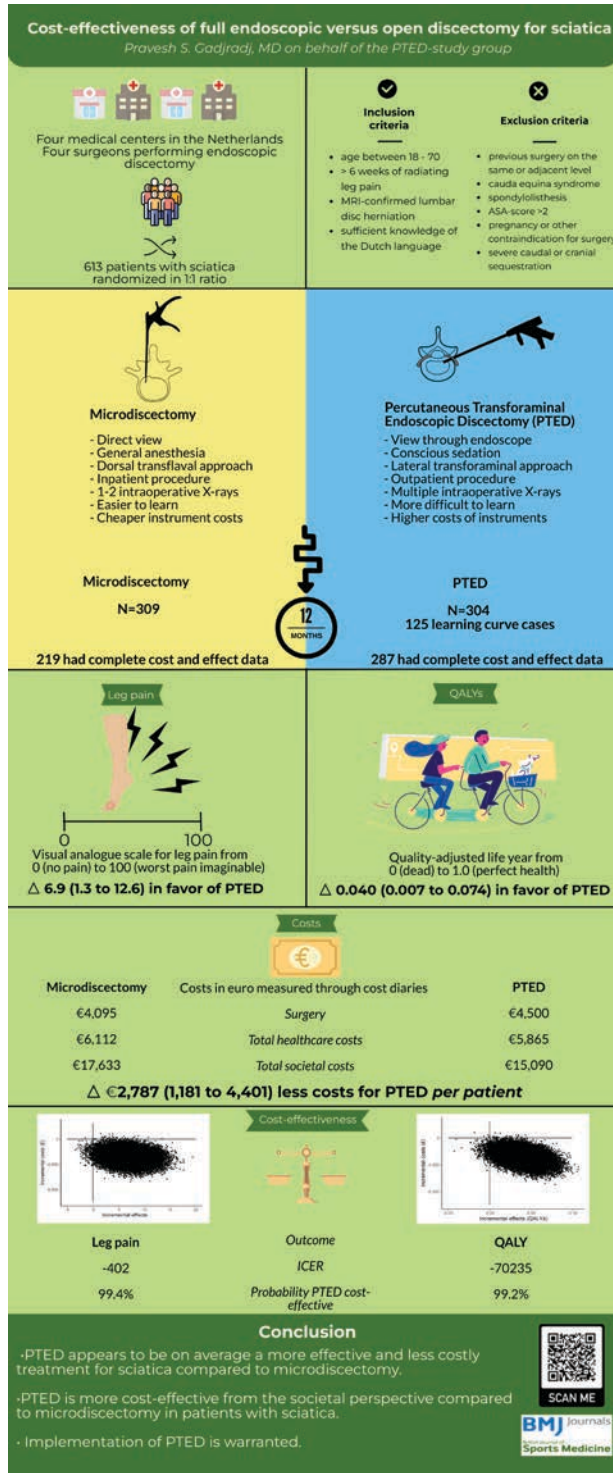 Cost-effectiveness of full endoscopic versus open discectomy for sciatica
Pravesh S. Gadjradj, MD on behalf of the PTED-study group
Four medical centers in the Netherlands
Four surgeons performing endoscopic
discectomy
613 patients with sciatica
randomized in 1:1 ratio
Inclusion
criteria
• age between 18 - 70
• > 6 weeks of radiating
leg pain
• MRI-confirmed lumbar
disc herniation
• sufficient knowledge of
the Dutch language
Exclusion criteria
• previous surgery on the
same or adjacent level
• cauda equina syndrome
• spondylolisthesis
• ASA-score >2
• pregnancy or other
contraindication for surgery
• severe caudal or cranial
sequestration
Microdiscectomy
- Direct view
- General anesthesia
- Dorsal transflaval approach
- Inpatient procedure
- 1-2 intraoperative X-rays
- Easier to learn
- Cheaper instrument costs
Percutaneous Transforaminal
Endoscopic Discectomy (PTED)
- View through endoscope
- Conscious sedation
- Lateral transforaminal approach
- Outpatient procedure
- Multiple intraoperative X-rays
- More difficult to learn
- Higher costs of instruments
Microdiscectomy
N=309
219 had complete cost and effect data
12
MONTHS
PTED
N=304
125 learning curve cases
287 had complete cost and effect data
Leg pain
0 100
Visual analogue scale for leg pain from
0 (no pain) to 100 (worst pain imaginable)
Δ 6.9 (1.3 to 12.6) in favor of PTED
QALYs
Quality-adjusted life year from
0 (dead) to 1.0 (perfect health)
Δ 0.040 (0.007 to 0.074) in favor of PTED
Costs
Microdiscectomy Costs in euro measured through cost diaries PTED
€4,095 Surgery €4,500
€6,112 Total healthcare costs €5,865
€17,633 Total societal costs €15,090
Δ €2,787 (1,181 to 4,401) less costs for PTED per patient
Cost-effectiveness
Incremental costs (€)
Incremental effects
Incremental costs (€)
Incremental effects (QALYs)
Leg pain Outcome QALY
-402 ICER -70235
99.4% Probability PTED cost-
effective 99.2%
Conclusion
•PTED appears to be on average a more effective and less costly
treatment for sciatica compared to microdiscectomy.
•PTED is more cost-effective from the societal perspective compared
to microdiscectomy in patients with sciatica.
• Implementation of PTED is warranted.
SCAN ME
BMJ Journals
British Journal of
Sports Medicine